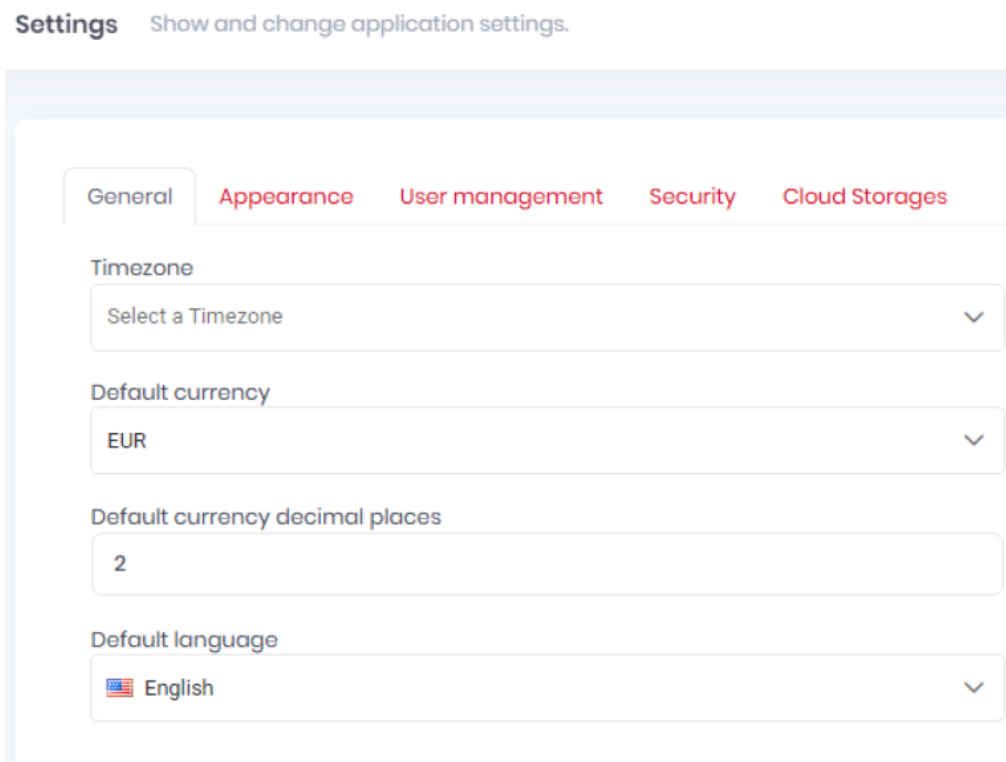 Settings Show and change application settings.
General Appearance User management Security Cloud Storages
Timezone
Select a Timezone
Default currency
EUR
Default currency decimal places
2
Default language
English